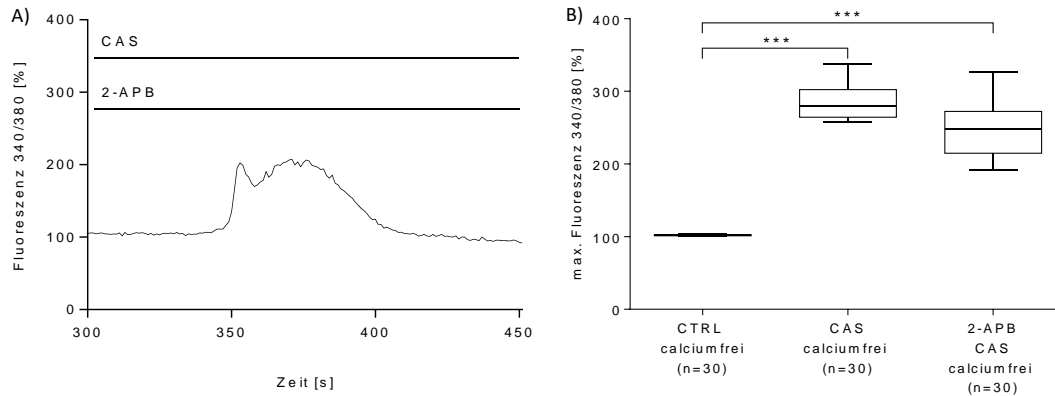 A)
Fluoreszenz 340/380 [%]
400
300
200
100
0
CAS
2-APB
300
350
400
450
Zeit [s]
B)
max. Fluoreszenz 340/380 [%]
400
300
200
100
0
***
***
CTRL
calciumfrei
(n=30)
CAS
calciumfrei
(n=30)
2-APB
CAS
calciumfrei
(n=30)